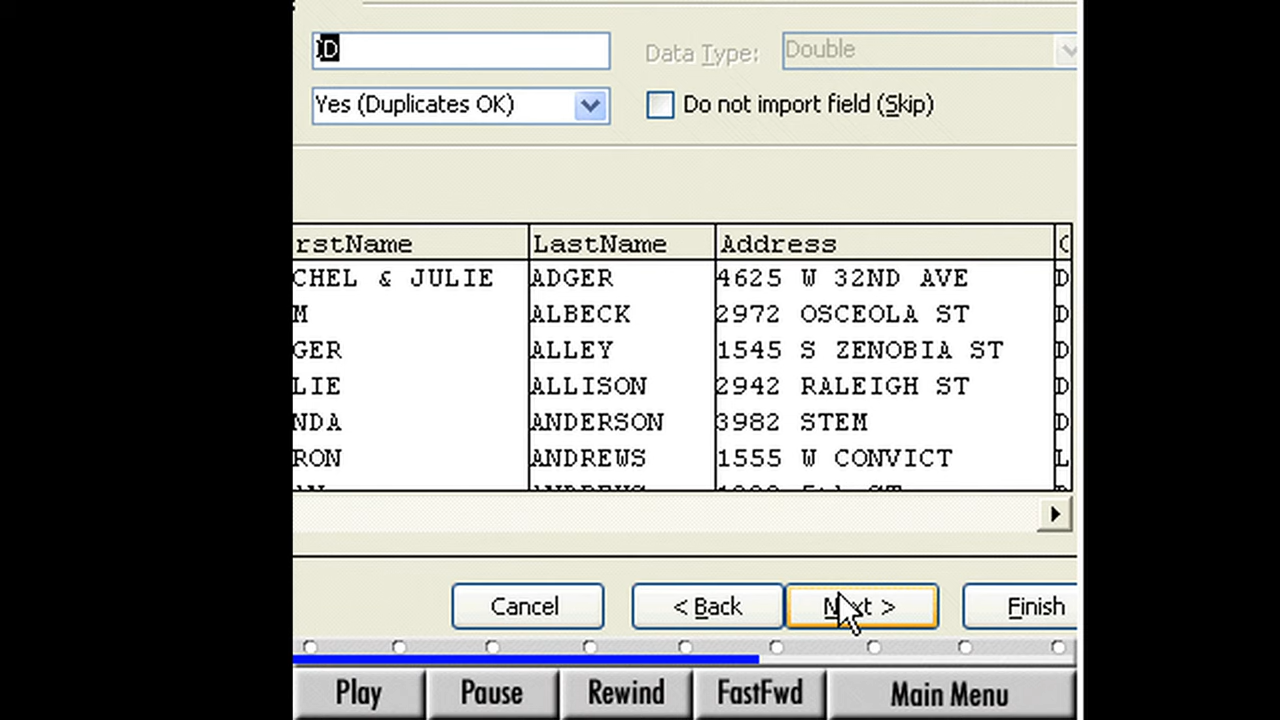 ID Data Type: Double
Yes (Duplicates OK) Do not import field (Skip)
rstName LastName Address
CHEL & JULIE ADGER 4625 W 32ND AVE D
M ALBECK 2972 OSCEOLA ST D
GER ALLEY 1545 S ZENOBIA ST D
LIE ALLISON 2942 RALEIGH ST D
NDA ANDERSON 3982 STEM D
RON ANDREWS 1555 W CONVICT L
Cancel < Back Next > Finish
Play Pause Rewind FastFwd Main Menu